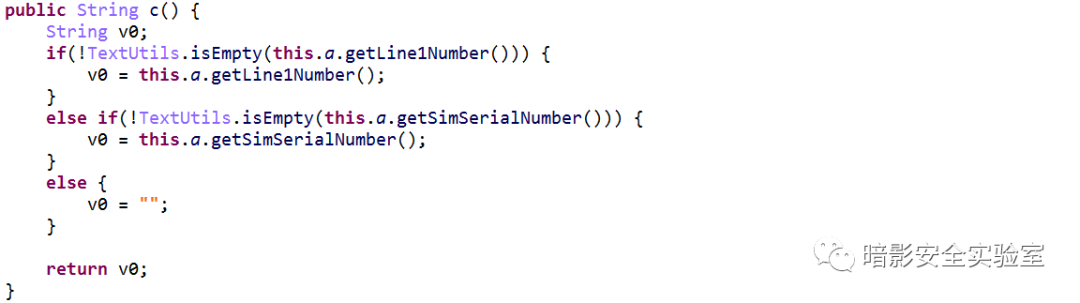 public String c() {
    String v0;
    if(!TextUtils.isEmpty(this.a.getLine1Number())) {
        v0 = this.a.getLine1Number();
    }
    else if(!TextUtils.isEmpty(this.a.getSimSerialNumber())) {
        v0 = this.a.getSimSerialNumber();
    }
    else {
        v0 = "";
    }
    return v0;
}
暗影安全实验室